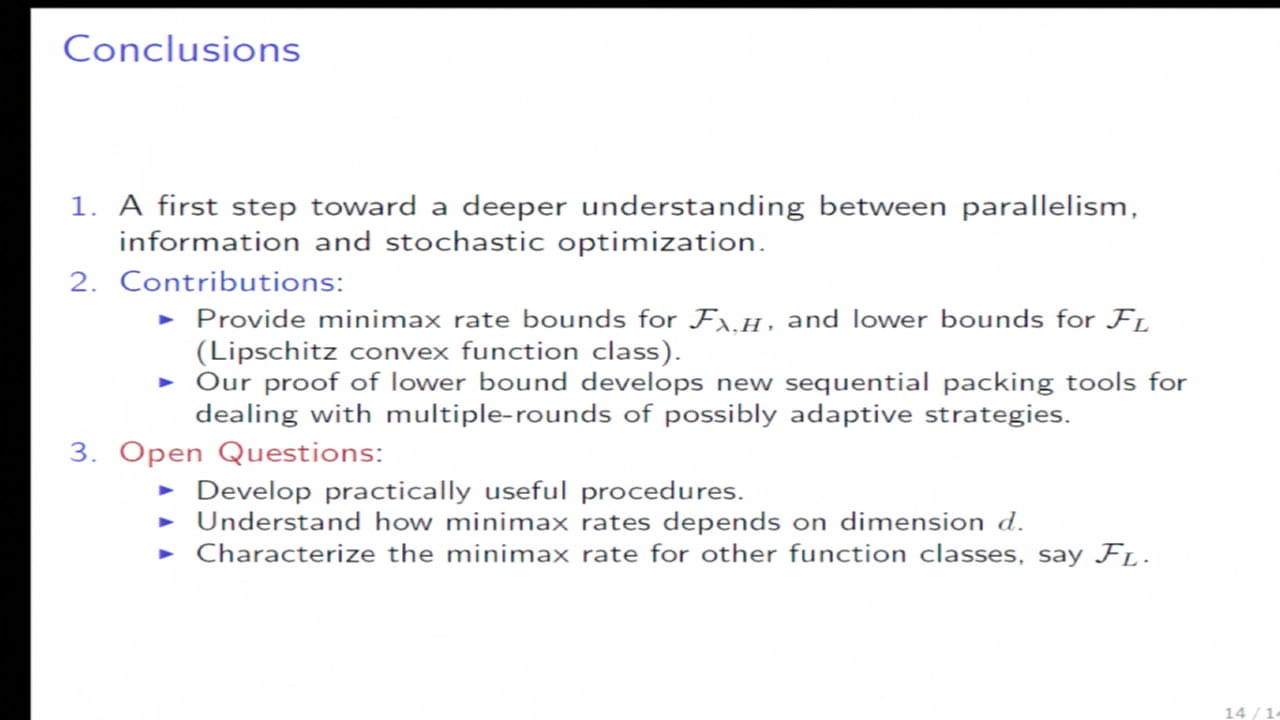 Conclusions
1. A first step toward a deeper understanding between parallelism,
information and stochastic optimization.
2. Contributions:
► Provide minimax rate bounds for 𝓕λ,H, and lower bounds for 𝓕L
(Lipschitz convex function class).
► Our proof of lower bound develops new sequential packing tools for
dealing with multiple-rounds of possibly adaptive strategies.
3. Open Questions:
► Develop practically useful procedures.
► Understand how minimax rates depends on dimension d.
► Characterize the minimax rate for other function classes, say 𝓕L.
14 / 14